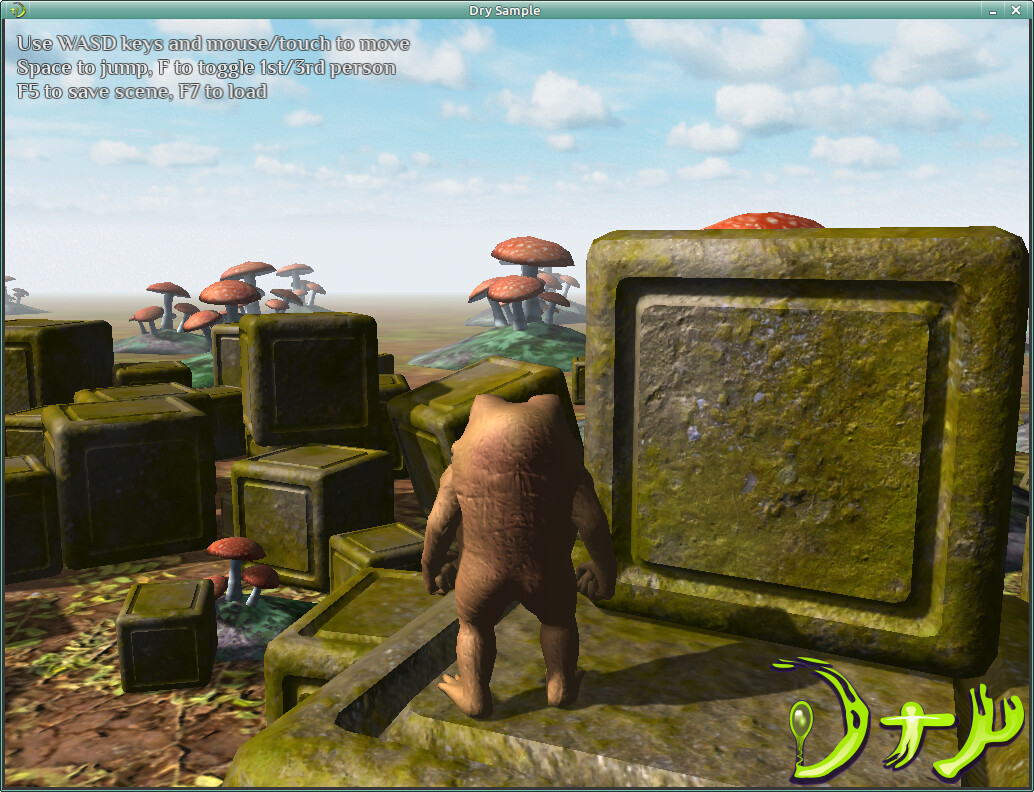 Dry Sample
Use WASD keys and mouse/touch to move
Space to jump, F to toggle 1st/3rd person
F5 to save scene, F7 to load
Dry